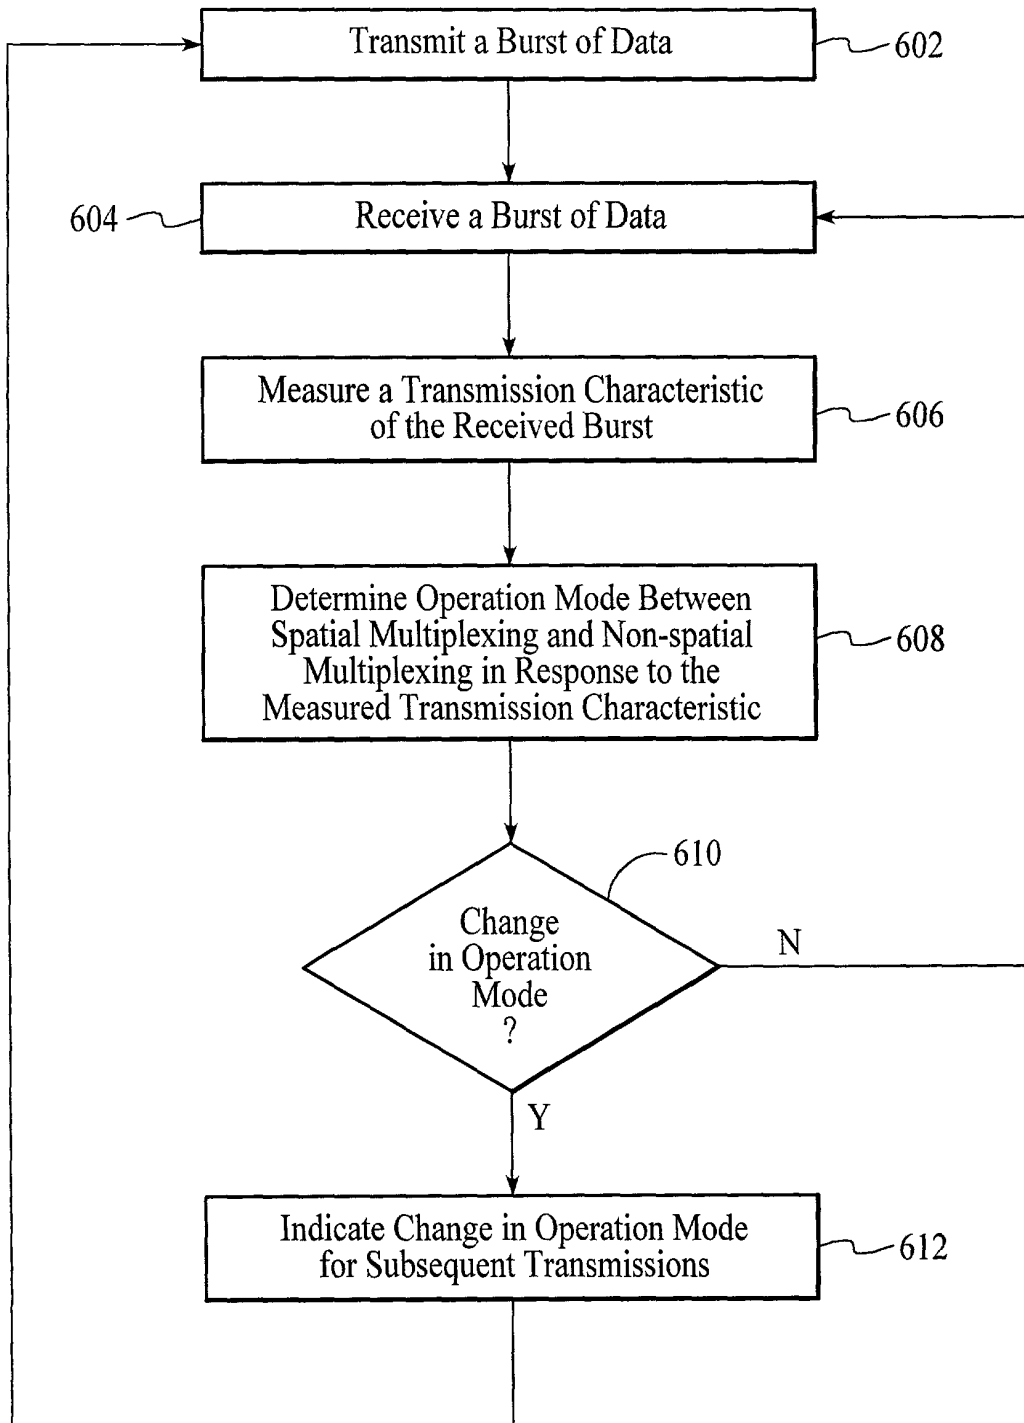 Transmit a Burst of Data
602
604
Receive a Burst of Data
Measure a Transmission Characteristic
of the Received Burst
606
Determine Operation Mode Between
Spatial Multiplexing and Non-spatial
Multiplexing in Response to the
Measured Transmission Characteristic
608
610
Change
in Operation
Mode
?
N
Y
Indicate Change in Operation Mode
for Subsequent Transmissions
612